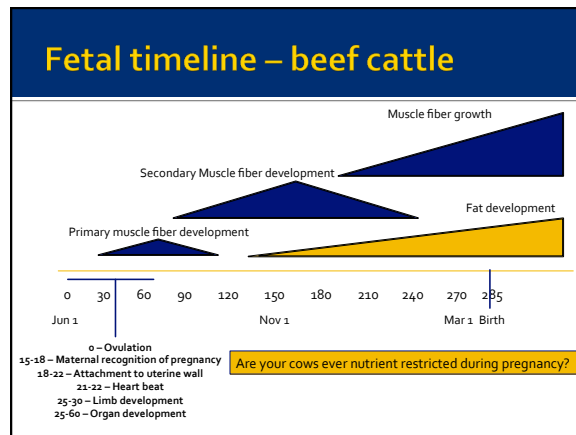 Fetal timeline – beef cattle
Muscle fiber growth
Secondary Muscle fiber development
Fat development
Primary muscle fiber development
0 30 60 90 120 150 180 210 240 270 285
Jun 1 Nov 1 Mar 1 Birth
0 – Ovulation
15-18 – Maternal recognition of pregnancy
18-22 – Attachment to uterine wall
21-22 – Heart beat
25-30 – Limb development
25-60 – Organ development
Are your cows ever nutrient restricted during pregnancy?